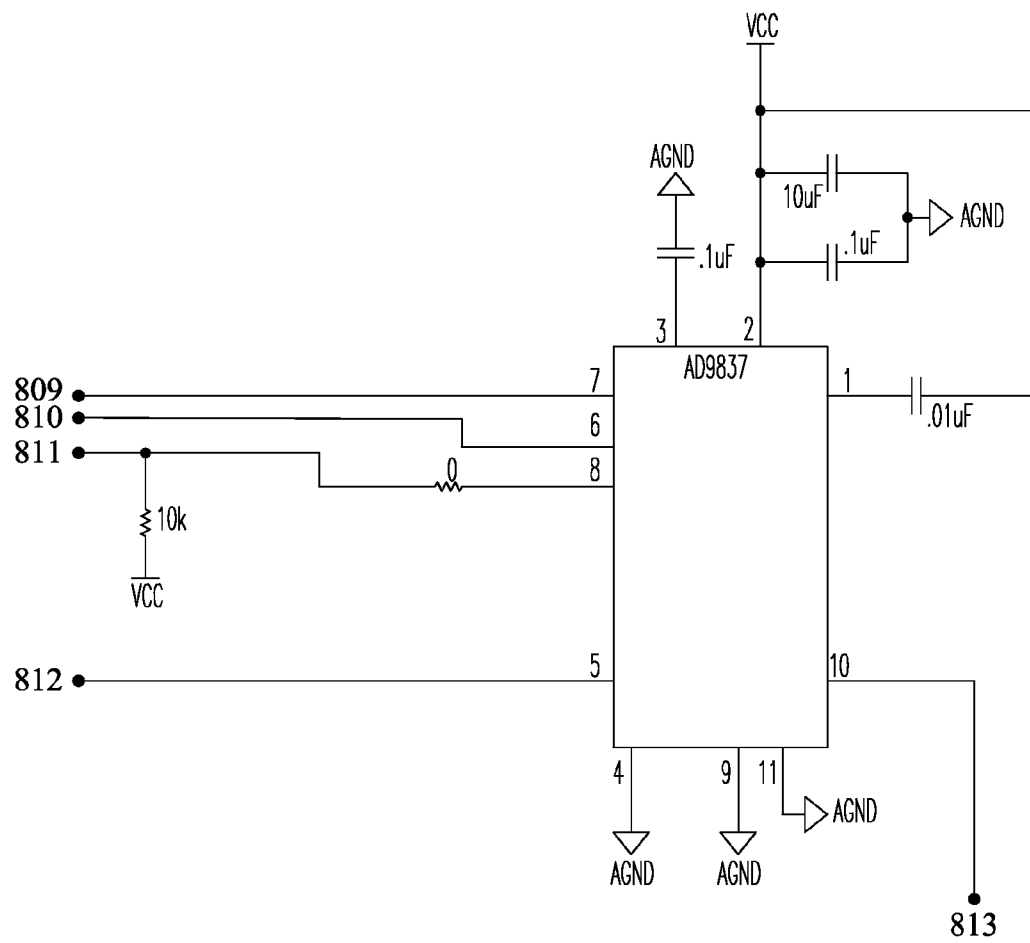 VCC
AGND
10uF
AGND
.1uF
.1uF
3
2
AD9837
809
7
1
810
.01uF
6
811
0
8
10k
VCC
812
5
10
4
9
11
AGND
AGND
AGND
813